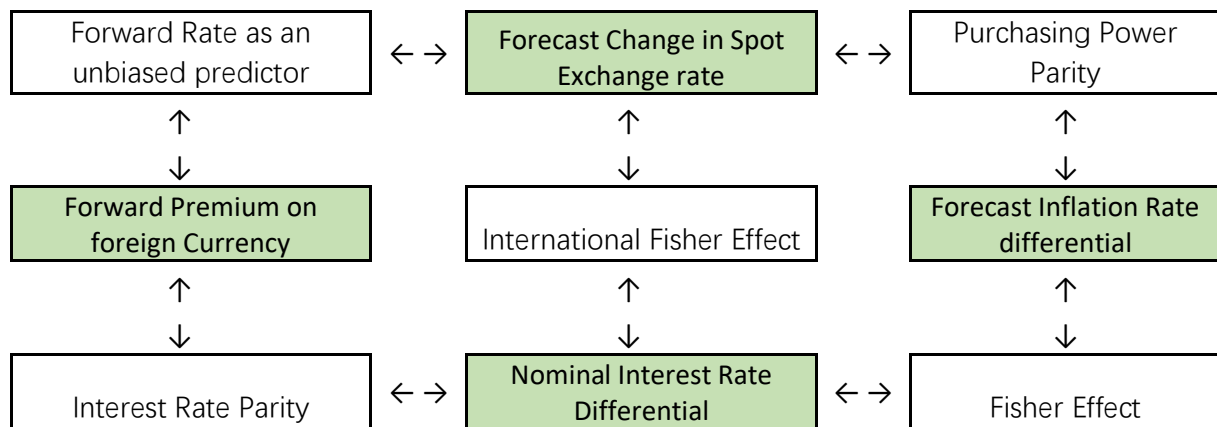 Forward Rate as an
unbiased predictor
← →
Forecast Change in Spot
Exchange rate
← →
Purchasing Power
Parity
↑
↓
↑
↓
↑
↓
Forward Premium on
foreign Currency
International Fisher Effect
Forecast Inflation Rate
differential
↑
↓
↑
↓
↑
↓
Interest Rate Parity
← →
Nominal Interest Rate
Differential
← →
Fisher Effect